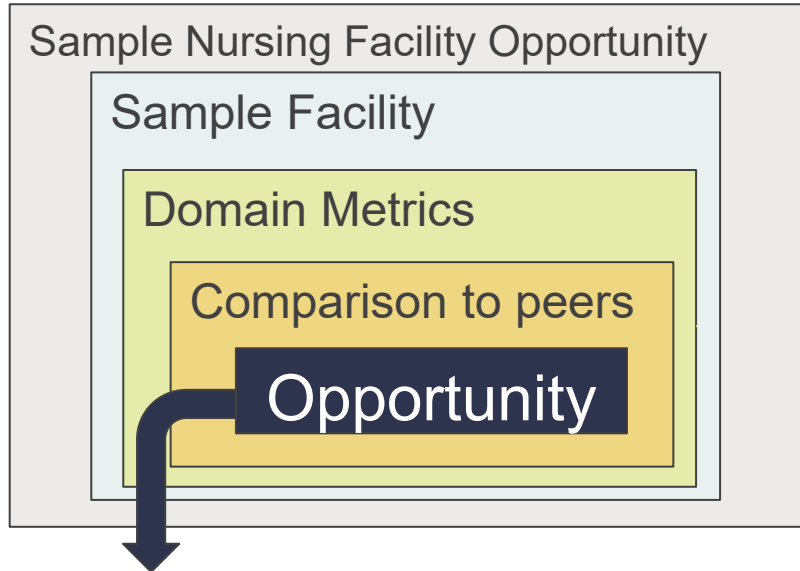 Sample Nursing Facility Opportunity
Sample Facility
Domain Metrics
Comparison to peers
Opportunity